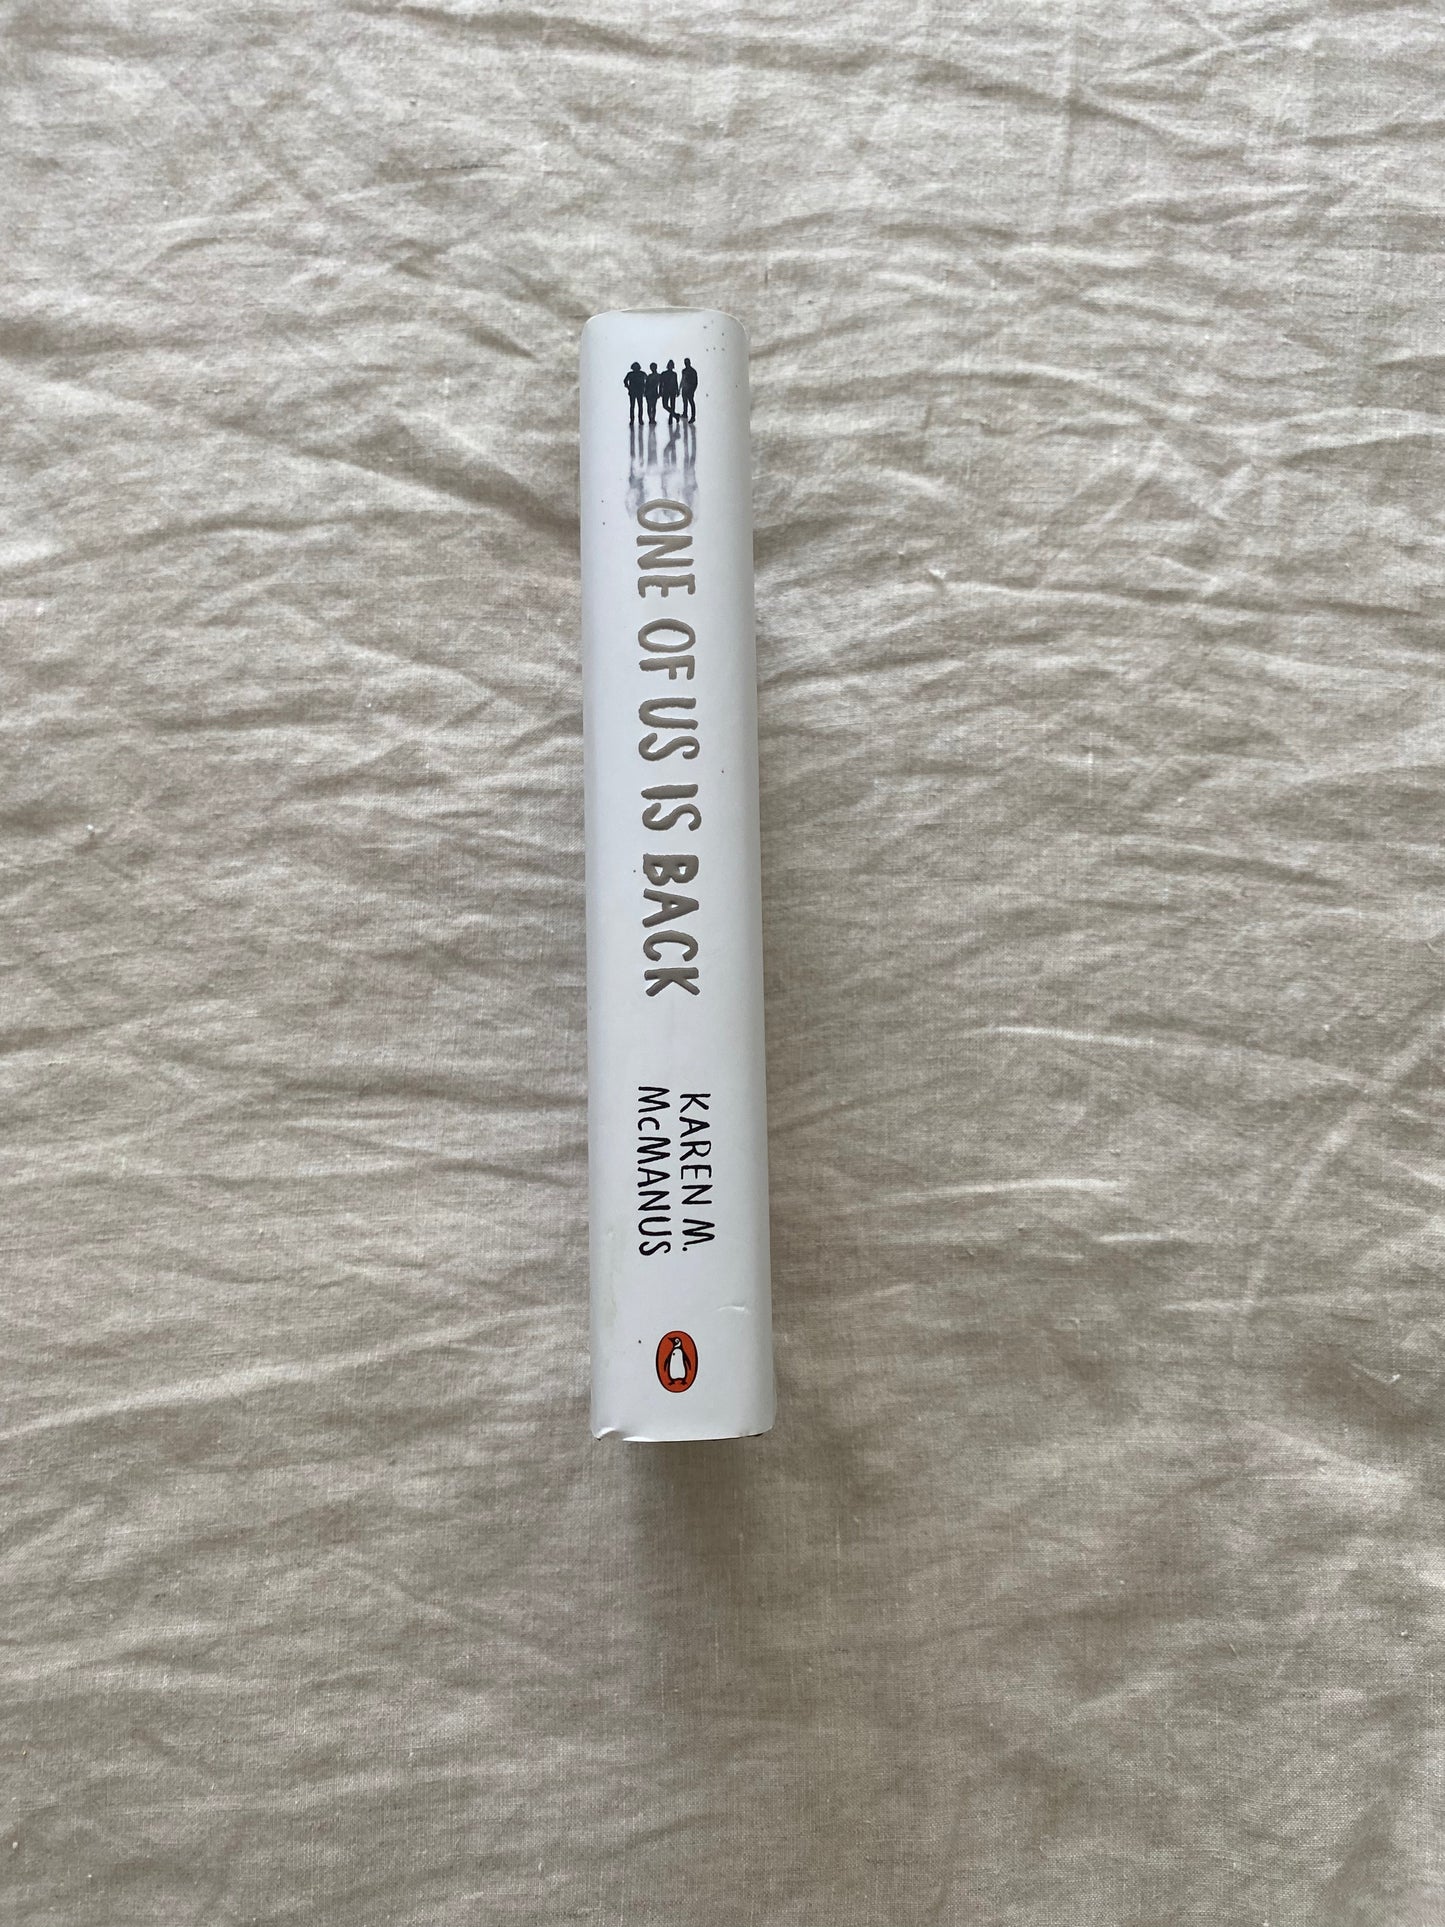 ONE OF US IS BACK
KAREN M.
McMANUS